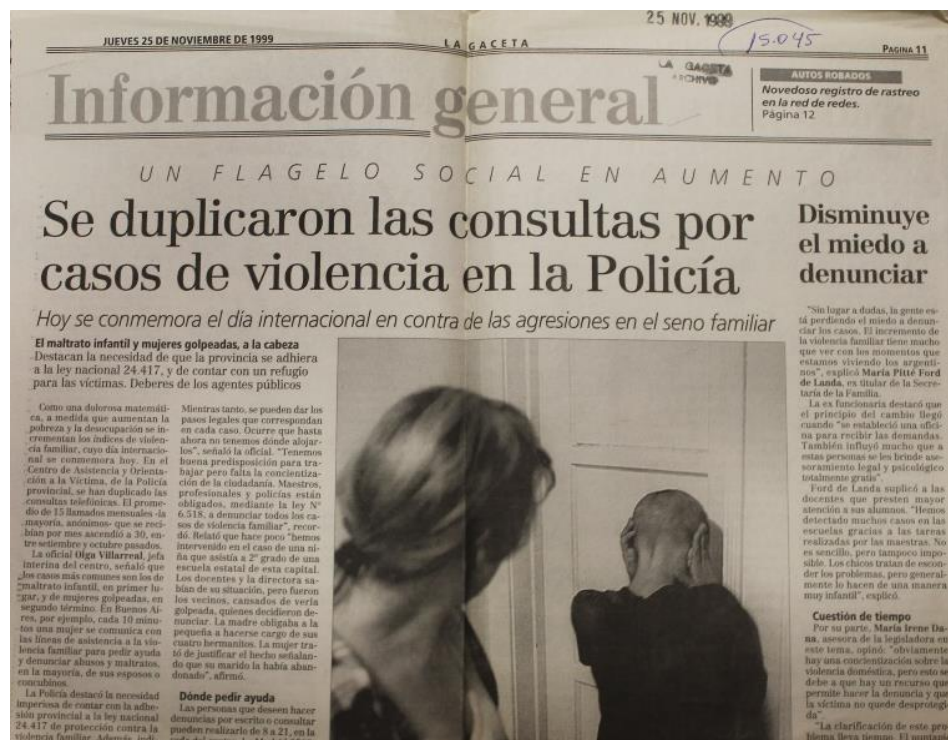 25 NOV. 1999
15.045
JUEVES 25 DE NOVIEMBRE DE 1999
LA GACETA
PAGINA 11
LA GACETA
ARCHIVO
Información general
AUTOS ROBADOS
Novedoso registro de rastreo
en la red de redes.
Página 12
UN FLAGELO SOCIAL EN AUMENTO
Se duplicaron las consultas por
casos de violencia en la Policía
Hoy se conmemora el día internacional en contra de las agresiones en el seno familiar
El maltrato infantil y mujeres golpeadas, a la cabeza
Destacan la necesidad de que la provincia se adhiera
a la ley nacional 24.417, y de contar con un refugio
para las víctimas. Deberes de los agentes públicos
Como una dolorosa matemáti-
ca, a medida que aumentan la
pobreza y la desocupación se in-
crementan los índices de violen-
cia familiar, cuyo día internacio-
nal se conmemora hoy. En el
Centro de Asistencia y Orienta-
ción a la Víctima, de la Policía
provincial, se han duplicado las
consultas telefónicas. El prome-
dio de 15 llamados mensuales -la
mayoría, anónimos- que se reci-
bían por mes ascendió a 30, en-
tre setiembre y octubre pasados.
La oficial Olga Villarreal, jefa
interina del centro, señaló que
los casos más comunes son los de
maltrato infantil, en primer lu-
gar, y de mujeres golpeadas, en
segundo término. En Buenos Ai-
res, por ejemplo, cada 10 minu-
tos una mujer se comunica con
las líneas de asistencia a la vio-
lencia familiar para pedir ayuda
y denunciar abusos y maltratos,
en la mayoría, de sus esposos o
concubinos.
La Policía destacó la necesidad
imperiosa de contar con la adhe-
sión provincial a la ley nacional
24.417 de protección contra la
violencia familiar. Además, indi-
Mientras tanto, se pueden dar los
pasos legales que correspondan
en cada caso. Ocurre que hasta
ahora no tenemos dónde alojar-
los", señaló la oficial. "Tenemos
buena predisposición para tra-
bajar pero falta la concientiza-
ción de la ciudadanía. Maestros,
profesionales y policías están
obligados, mediante la ley N°
6.518, a denunciar todos los ca-
sos de violencia familiar", recor-
dó. Relató que hace poco "hemos
intervenido en el caso de una ni-
ña que asistía a 2° grado de una
escuela estatal de esta capital.
Los docentes y la directora sa-
bían de su situación, pero fueron
los vecinos, cansados de verla
golpeada, quienes decidieron de-
nunciar. La madre obligaba a la
pequeña a hacerse cargo de sus
cuatro hermanitos. La mujer tra-
tó de justificar el hecho señalan-
do que su marido la había aban-
donado", afirmó.
Dónde pedir ayuda
Las personas que deseen hacer
denuncias por escrito o consultar
pueden realizarlo de 8 a 21, en la
Disminuye
el miedo a
denunciar
"Sin lugar a dudas, la gente es-
tá perdiendo el miedo a denun-
ciar los casos. El incremento de
la violencia familiar tiene mucho
que ver con los momentos que
estamos viviendo los argenti-
nos", explicó María Pitté Ford
de Landa, ex titular de la Secre-
taría de la Familia.
La ex funcionaria destacó que
el principio del cambio llegó
cuando "se estableció una ofici-
na para recibir las demandas.
También influyó mucho que a
estas personas se les brinde ase-
soramiento legal y psicológico
totalmente gratis".
Ford de Landa suplicó a las
docentes que presten mayor
atención a sus alumnos. "Hemos
detectado muchos casos en las
escuelas gracias a las tareas
realizadas por las maestras. No
es sencillo, pero tampoco impo-
sible. Los chicos tratan de escon-
der los problemas, pero general-
mente lo hacen de una manera
muy infantil", explicó.
Cuestión de tiempo
Por su parte, María Irene Da-
na, asesora de la legisladora en
este tema, opinó: "obviamente
hay una concientización sobre la
violencia doméstica, pero esto se
debe a que hay un recurso que
permite hacer la denuncia y que
la víctima no quede desprotegi-
da".
"La clarificación de este pro-
blema lleva tiempo. El